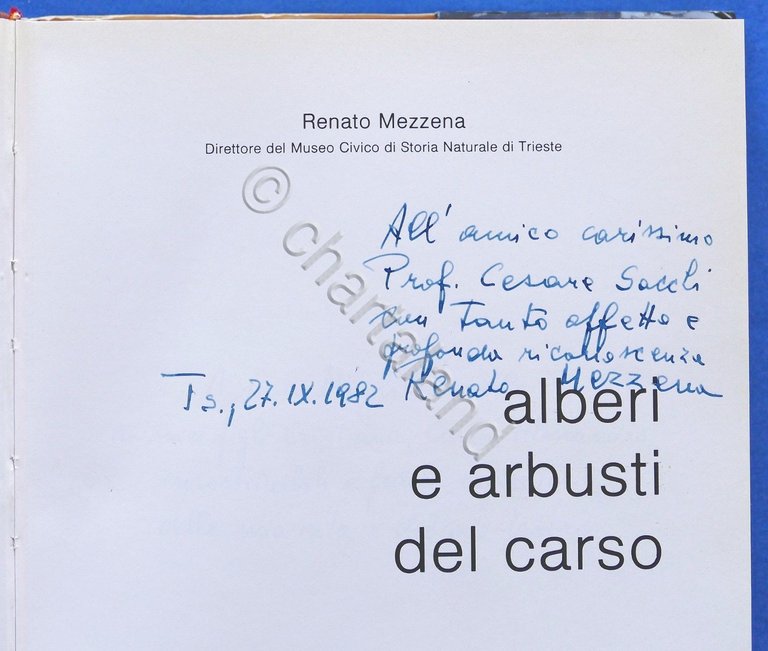 Renato Mezzena
Direttore del Museo Civico di Storia Naturale di Trieste
All'amico carissimo
Prof. Cesare Sacchi
con tanto affetto e
profonda riconoscenza
Ts., 27.IX.1982 Renato Mezzena
alberi
e arbusti
del carso
© chartaland